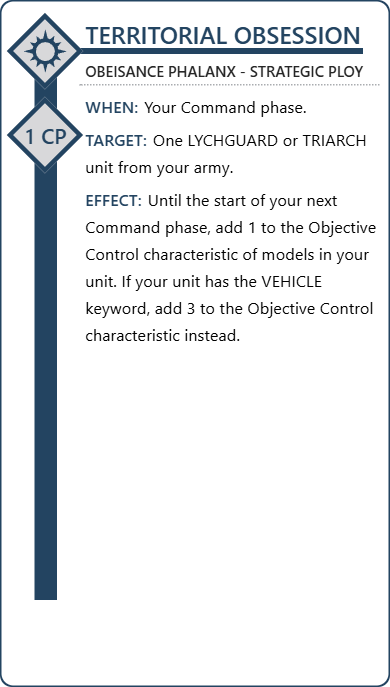 TERRITORIAL OBSESSION
OBEISANCE PHALANX - STRATEGIC PLOY
WHEN: Your Command phase.
1 CP
TARGET: One LYCHGUARD or TRIARCH
unit from your army.
EFFECT: Until the start of your next
Command phase, add 1 to the Objective
Control characteristic of models in your
unit. If your unit has the VEHICLE
keyword, add 3 to the Objective Control
characteristic instead.